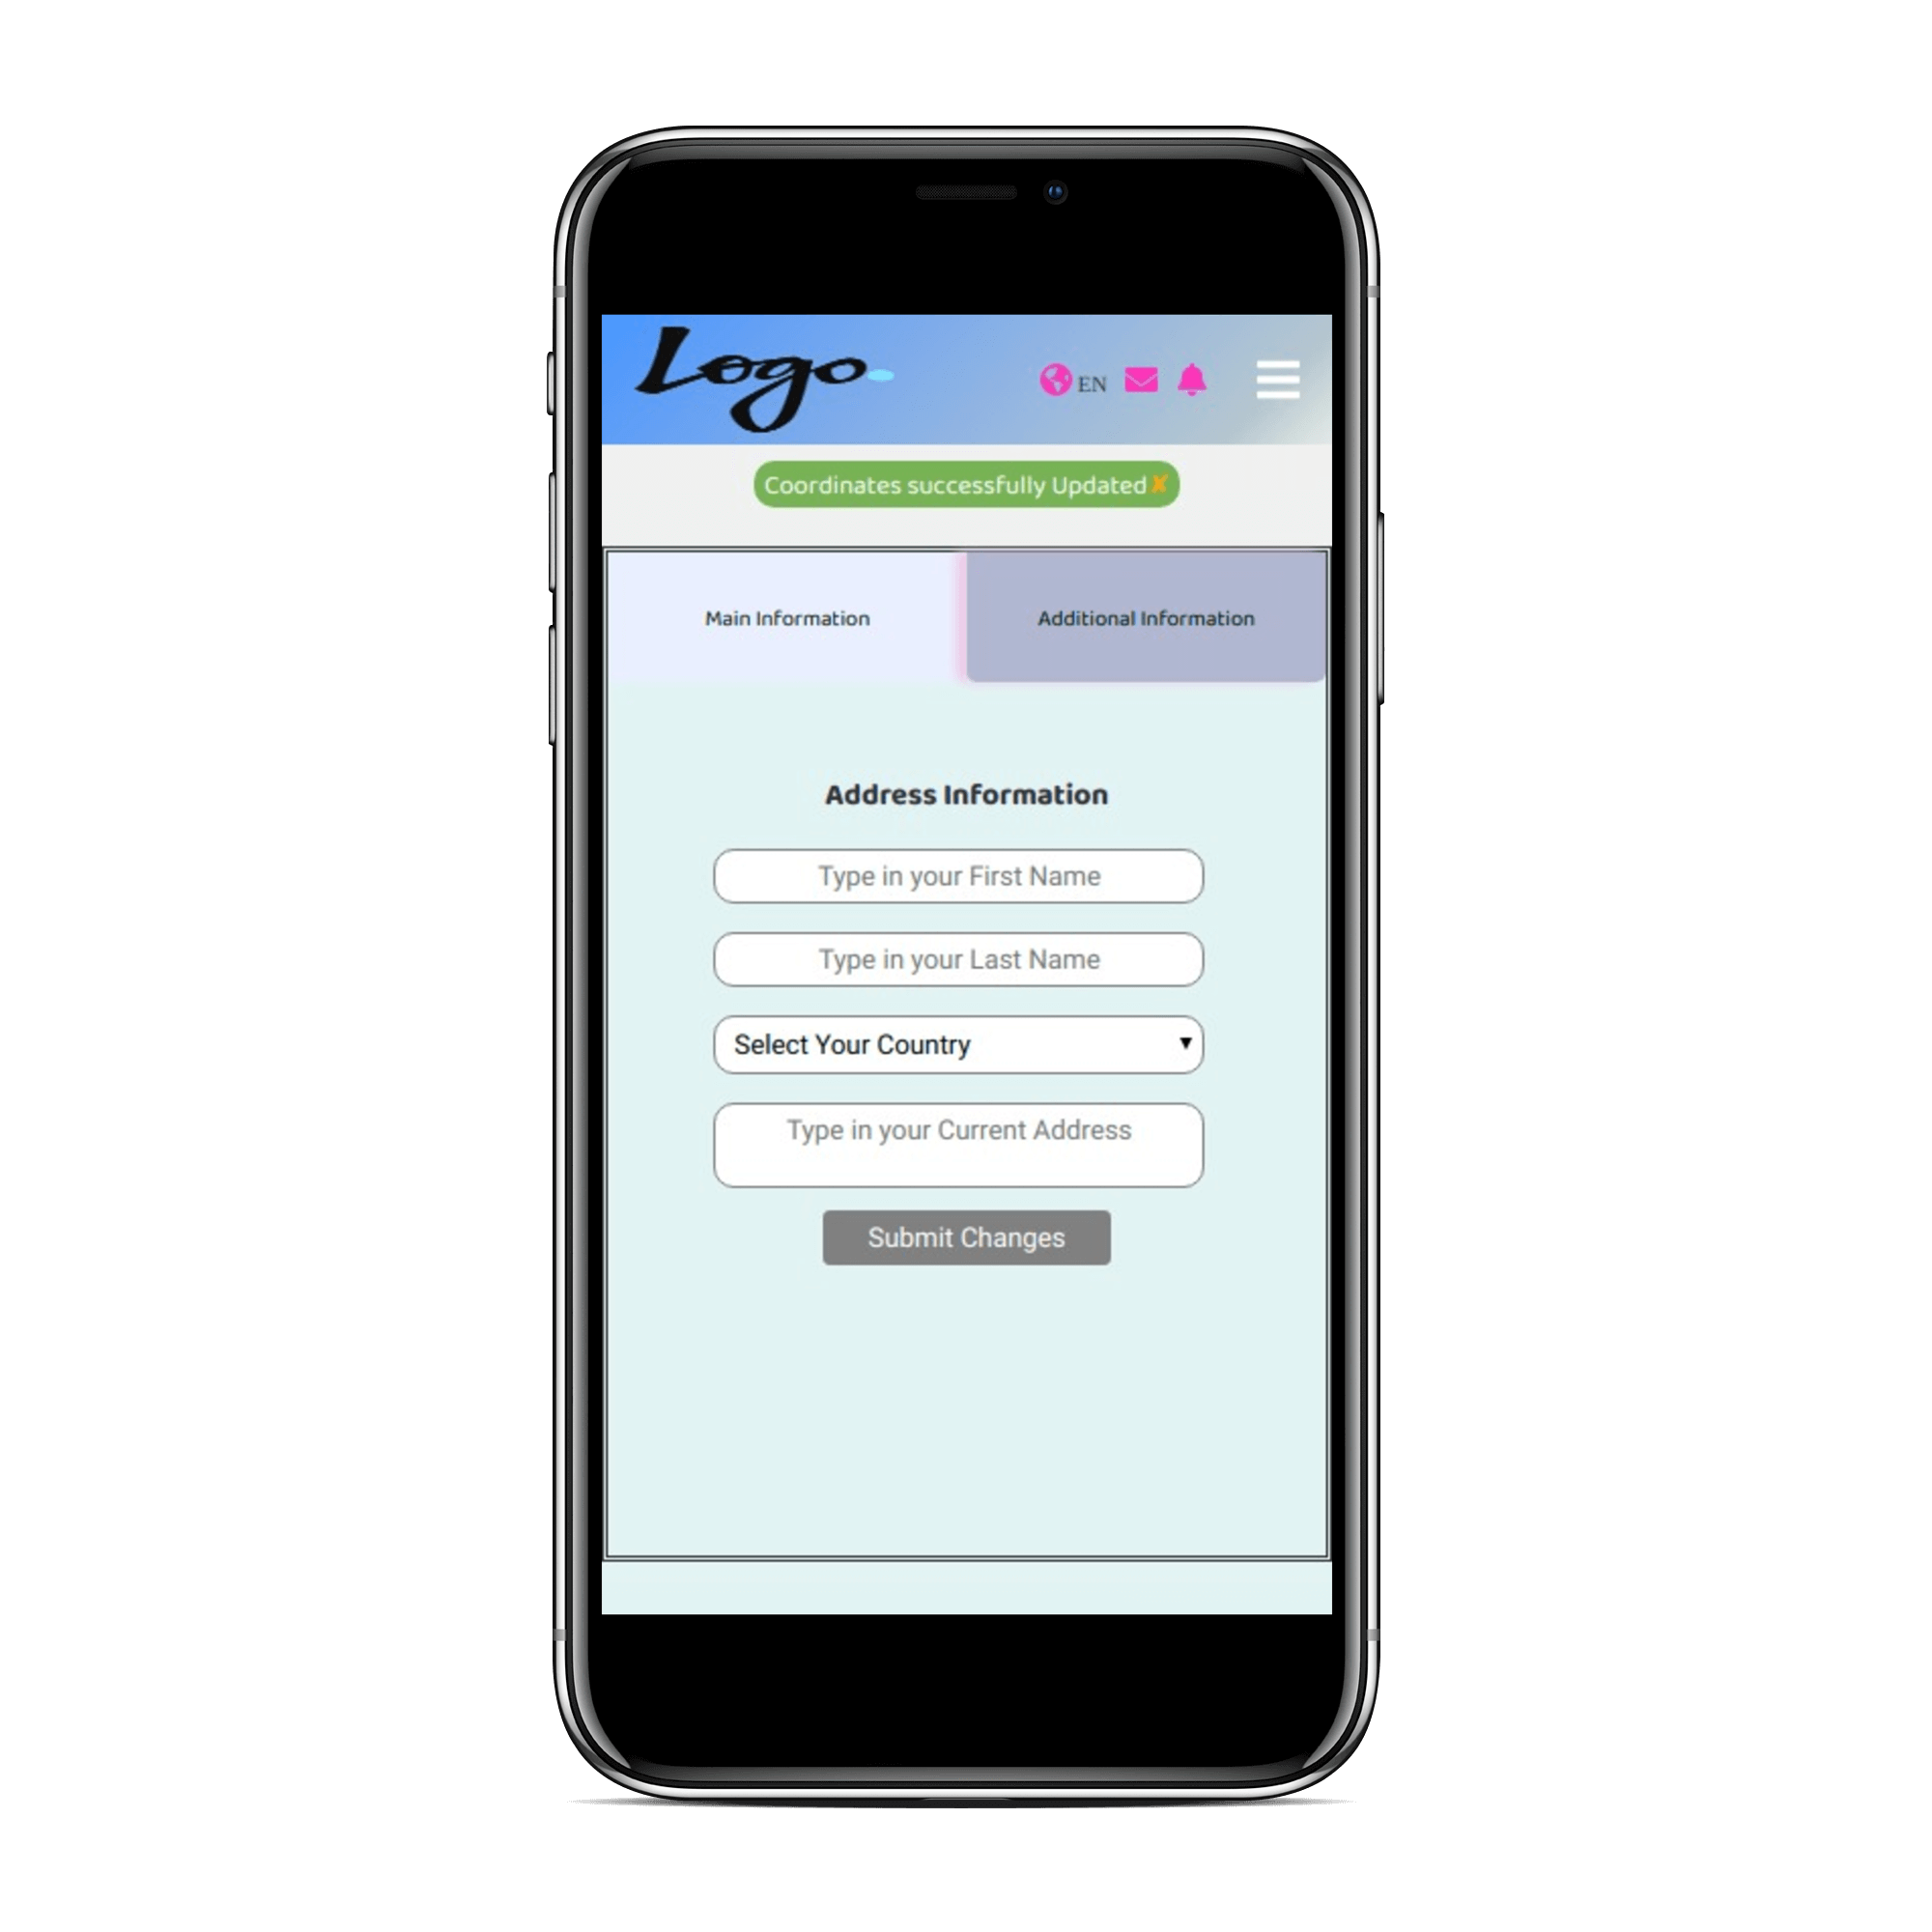 Logo
EN
Coordinates successfully Updated ✘
Main Information
Additional Information
Address Information
Type in your First Name
Type in your Last Name
Select Your Country ▼
Type in your Current Address
Submit Changes